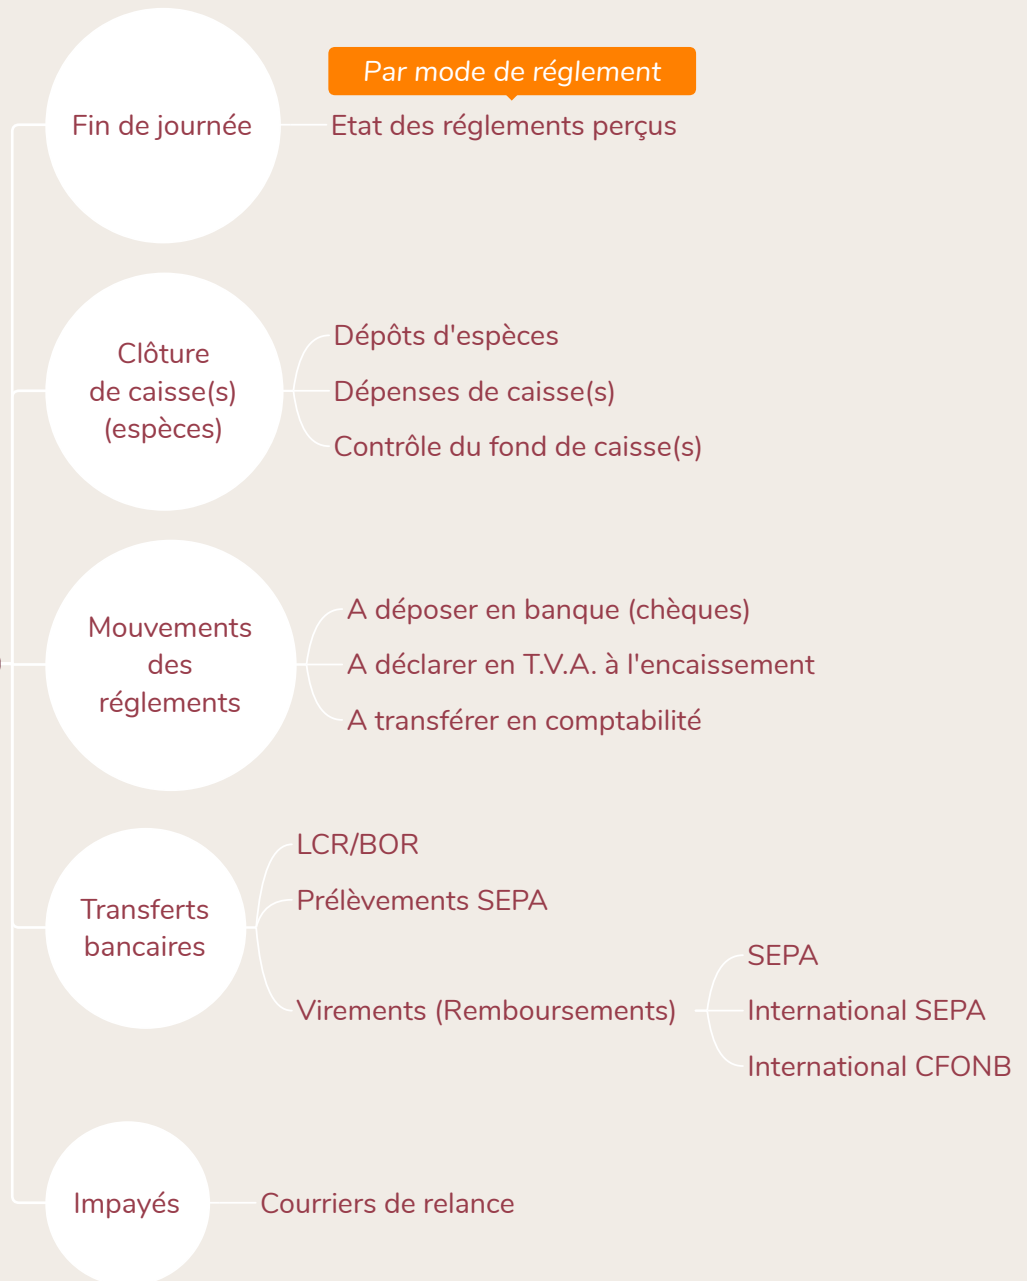 Par mode de réglement
Fin de journée
Etat des réglements perçus
Clôture
de caisse(s)
(espèces)
Dépôts d'espèces
Dépenses de caisse(s)
Contrôle du fond de caisse(s)
Mouvements
des
réglements
A déposer en banque (chèques)
A déclarer en T.V.A. à l'encaissement
A transférer en comptabilité
Transferts
bancaires
LCR/BOR
Prélèvements SEPA
Virements (Remboursements)
SEPA
International SEPA
International CFONB
Impayés
Courriers de relance